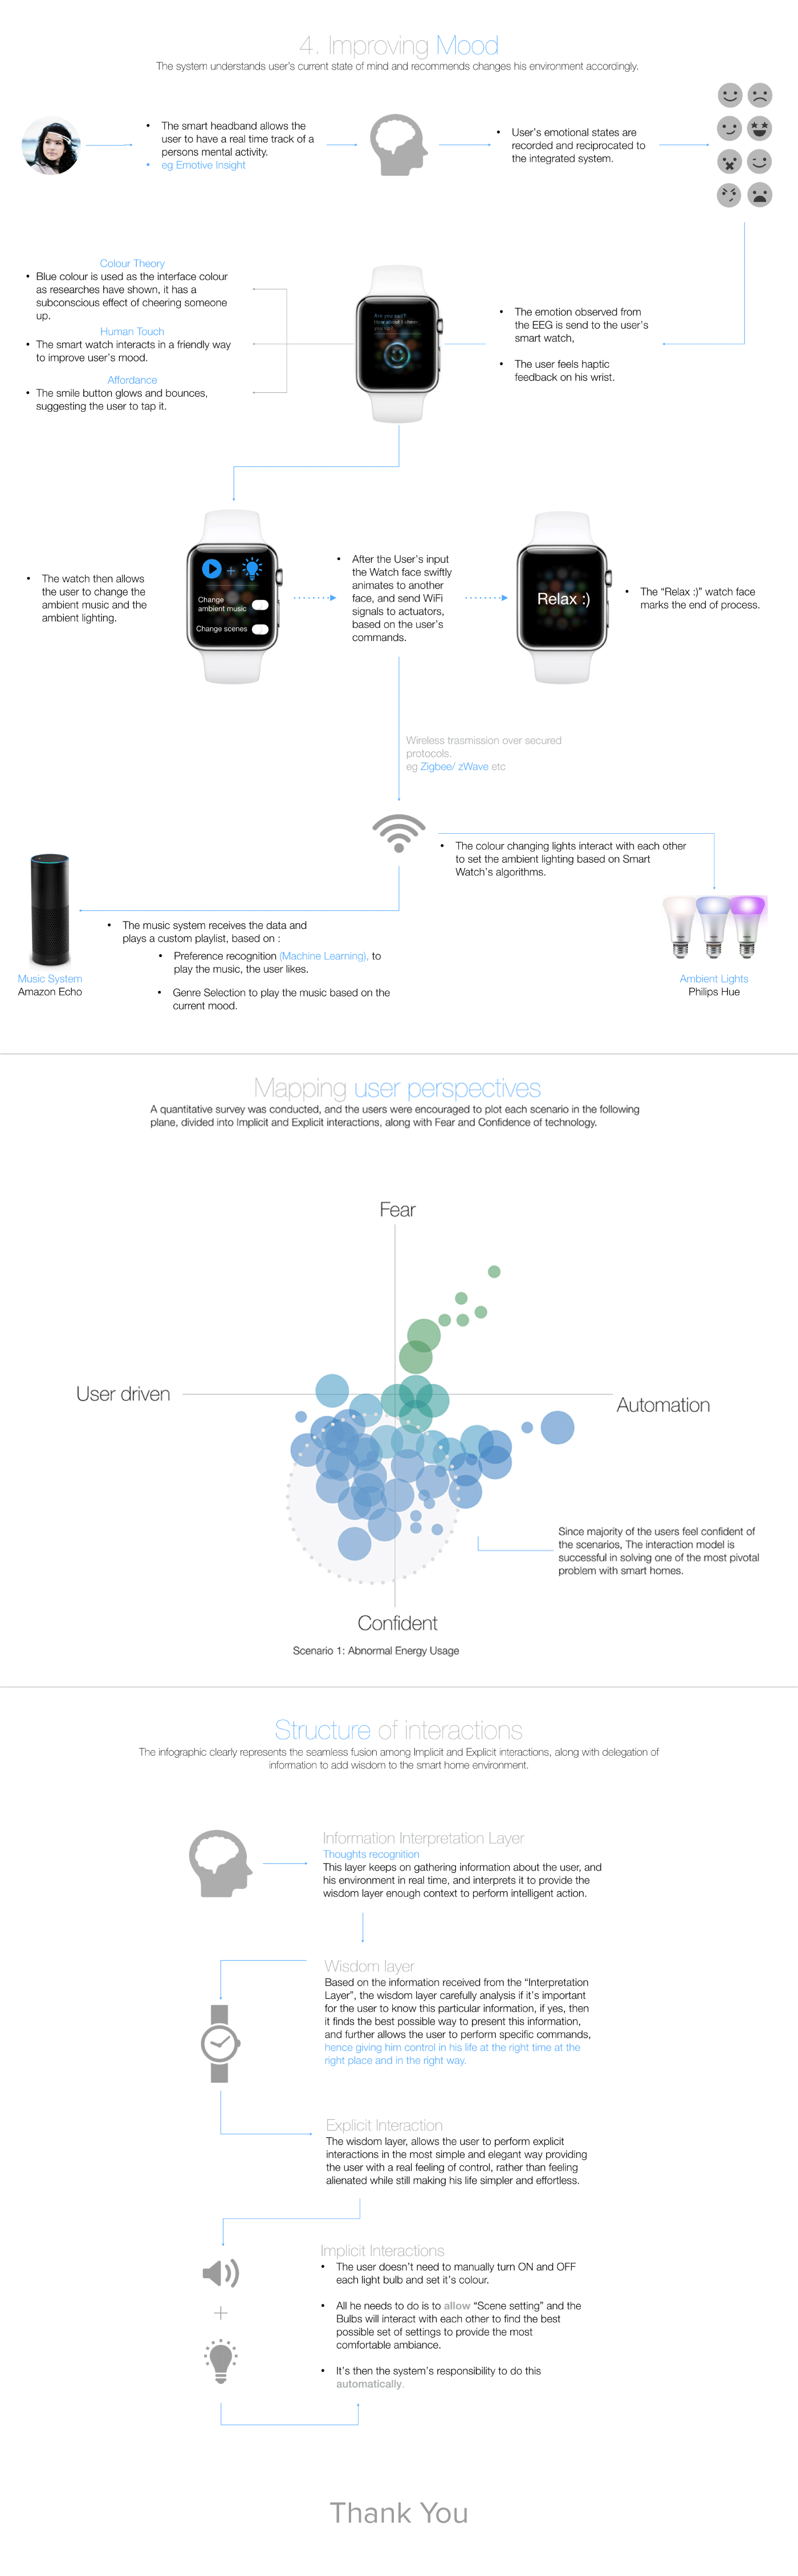 4. Improving Mood
The system understands user's current state of mind and recommends changes his environment accordingly.
• The smart headband allows the
user to have a real time track of a
persons mental activity.
• eg Emotive Insight
• User's emotional states are
recorded and reciprocated to
the integrated system.
Colour Theory
• Blue colour is used as the interface colour
as researches have shown, it has a
subconscious effect of cheering someone
up.
Human Touch
• The smart watch interacts in a friendly way
to improve user's mood.
Affordance
• The smile button glows and bounces,
suggesting the user to tap it.
Are you sad?
How about I cheer
you up?
• The emotion observed from
the EEG is send to the user's
smart watch,
• The user feels haptic
feedback on his wrist.
• The watch then allows
the user to change the
ambient music and the
ambient lighting.
+
Change
ambient music
Change scenes
• After the User's input
the Watch face swiftly
animates to another
face, and send WiFi
signals to actuators,
based on the user's
commands.
Relax :)
• The “Relax :)” watch face
marks the end of process.
Wireless trasmission over secured
protocols.
eg Zigbee/ zWave etc
• The colour changing lights interact with each other
to set the ambient lighting based on Smart
Watch's algorithms.
• The music system receives the data and
plays a custom playlist, based on :
• Preference recognition (Machine Learning), to
play the music, the user likes.
• Genre Selection to play the music based on the
current mood.
Music System
Amazon Echo
Ambient Lights
Philips Hue
Mapping user perspectives
A quantitative survey was conducted, and the users were encouraged to plot each scenario in the following
plane, divided into Implicit and Explicit interactions, along with Fear and Confidence of technology.
Fear
User driven
Automation
Since majority of the users feel confident of
the scenarios, The interaction model is
successful in solving one of the most pivotal
problem with smart homes.
Confident
Scenario 1: Abnormal Energy Usage
Structure of interactions
The infographic clearly represents the seamless fusion among Implicit and Explicit interactions, along with delegation of
information to add wisdom to the smart home environment.
Information Interpretation Layer
Thoughts recognition
This layer keeps on gathering information about the user, and
his environment in real time, and interprets it to provide the
wisdom layer enough context to perform intelligent action.
Wisdom layer
Based on the information received from the “Interpretation
Layer”, the wisdom layer carefully analysis if it's important
for the user to know this particular information, if yes, then
it finds the best possible way to present this information,
and further allows the user to perform specific commands,
hence giving him control in his life at the right time at the
right place and in the right way.
Explicit Interaction
The wisdom layer, allows the user to perform explicit
interactions in the most simple and elegant way providing
the user with a real feeling of control, rather than feeling
alienated while still making his life simpler and effortless.
Implicit Interactions
• The user doesn't need to manually turn ON and OFF
each light bulb and set it's colour.
+
• All he needs to do is to allow “Scene setting” and the
Bulbs will interact with each other to find the best
possible set of settings to provide the most
comfortable ambiance.
• It's then the system's responsibility to do this
automatically.
Thank You